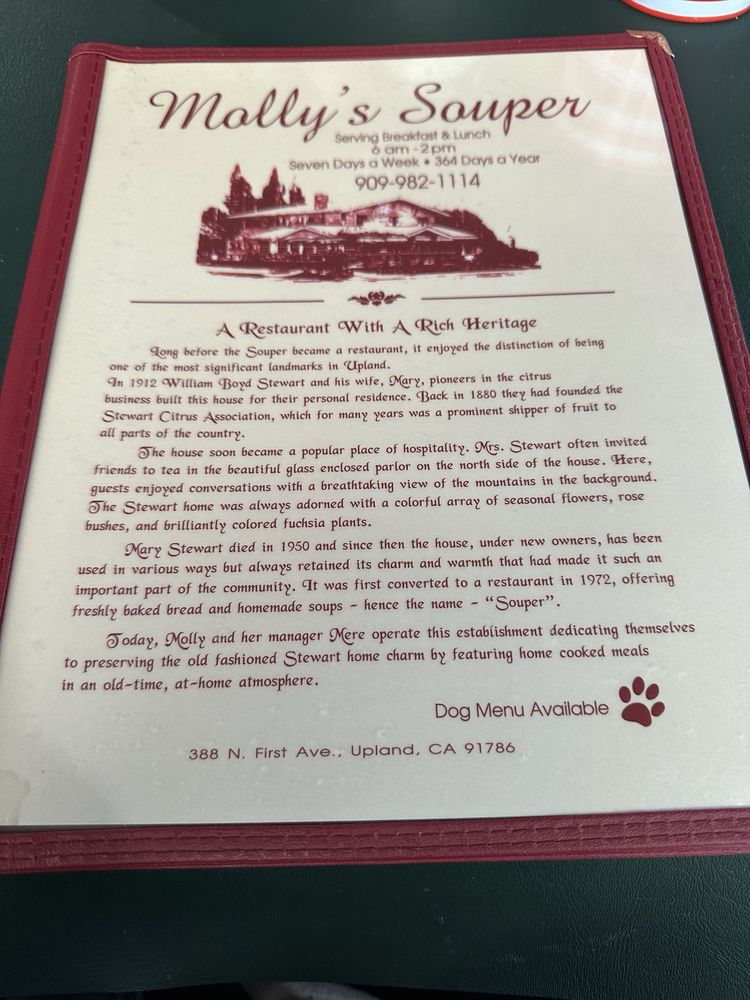 Molly's Souper
Serving Breakfast & Lunch
6 am - 2 pm
Seven Days a Week • 364 Days a Year
909-982-1114
A Restaurant With A Rich Heritage
Long before the Souper became a restaurant, it enjoyed the distinction of being
one of the most significant landmarks in Upland.
In 1912 William Boyd Stewart and his wife, Mary, pioneers in the citrus
business built this house for their personal residence. Back in 1880 they had founded the
Stewart Citrus Association, which for many years was a prominent shipper of fruit to
all parts of the country.
The house soon became a popular place of hospitality. Mrs. Stewart often invited
friends to tea in the beautiful glass enclosed parlor on the north side of the house. Here,
guests enjoyed conversations with a breathtaking view of the mountains in the background.
The Stewart home was always adorned with a colorful array of seasonal flowers, rose
bushes, and brilliantly colored fuchsia plants.
Mary Stewart died in 1950 and since then the house, under new owners, has been
used in various ways but always retained its charm and warmth that had made it such an
important part of the community. It was first converted to a restaurant in 1972, offering
freshly baked bread and homemade soups - hence the name - "Souper".
Today, Molly and her manager Mere operate this establishment dedicating themselves
to preserving the old fashioned Stewart home charm by featuring home cooked meals
in an old-time, at-home atmosphere.
Dog Menu Available
388 N. First Ave., Upland, CA 91786